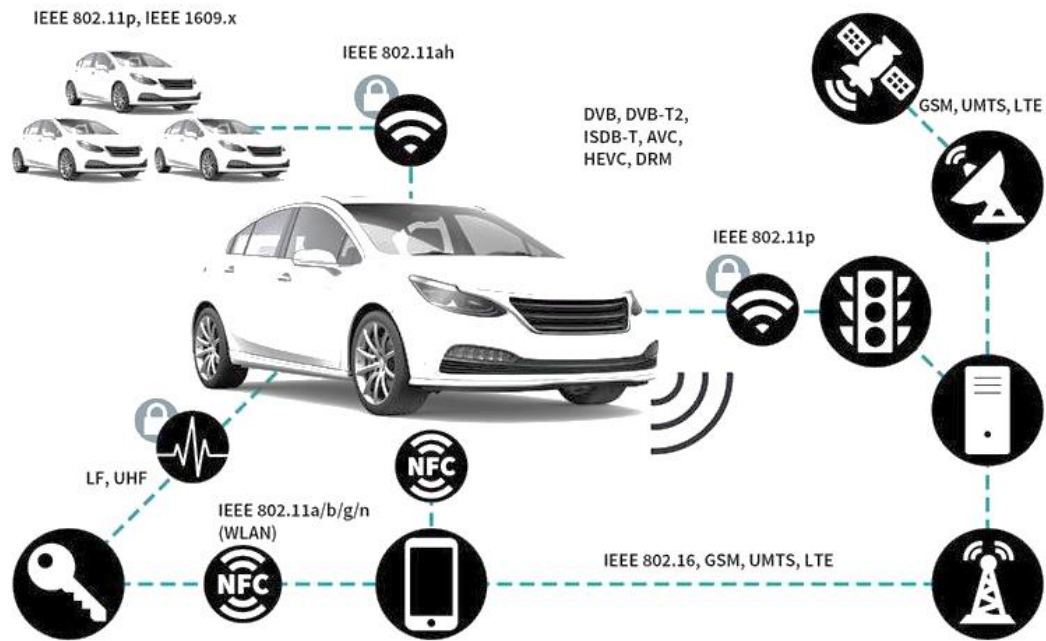 IEEE 802.11p, IEEE 1609.x
IEEE 802.11ah
DVB, DVB-T2,
ISDB-T, AVC,
HEVC, DRM
GSM, UMTS, LTE
IEEE 802.11p
LF, UHF
NFC
IEEE 802.11a/b/g/n
(WLAN)
NFC
IEEE 802.16, GSM, UMTS, LTE